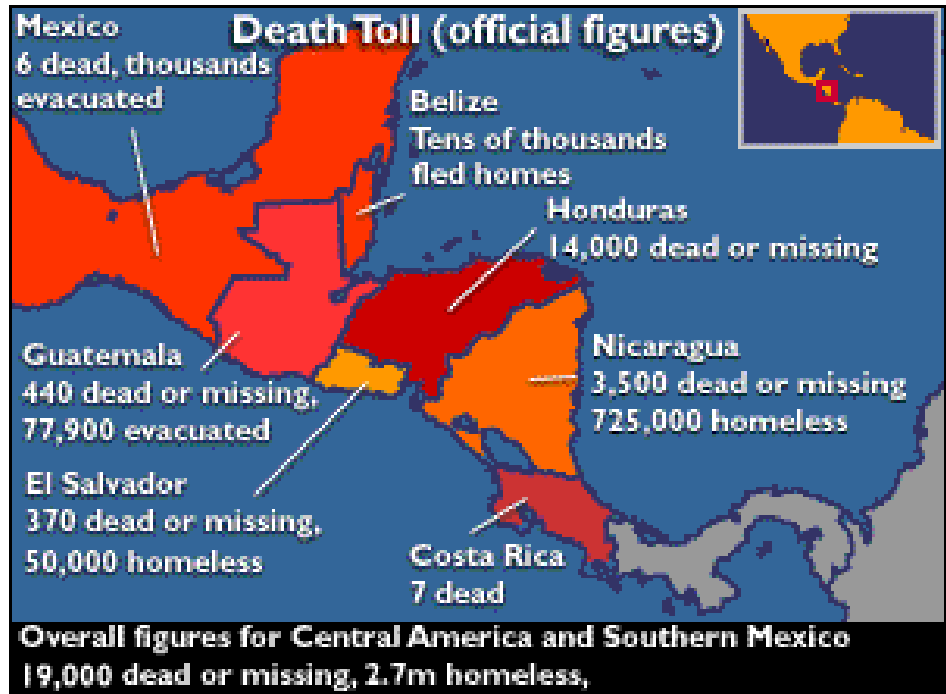 Death Toll (official figures)
Mexico
6 dead, thousands
evacuated
Belize
Tens of thousands
fled homes
Honduras
14,000 dead or missing
Guatemala
440 dead or missing,
77,900 evacuated
Nicaragua
3,500 dead or missing
725,000 homeless
El Salvador
370 dead or missing,
50,000 homeless
Costa Rica
7 dead
Overall figures for Central America and Southern Mexico
19,000 dead or missing, 2.7m homeless,